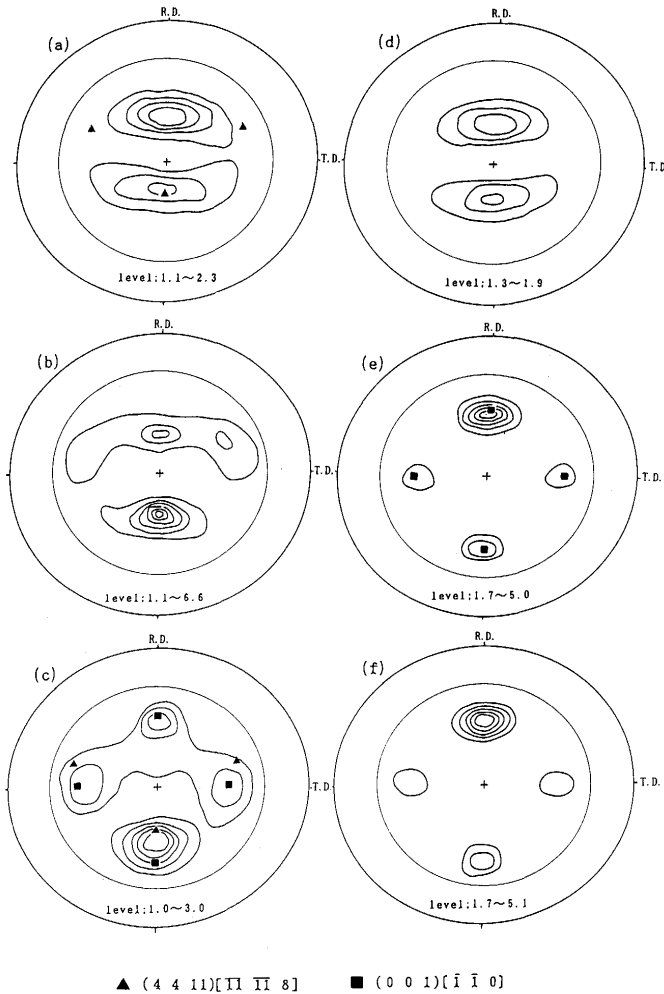 R.D.
(a)
T.D.
level;1.1~2.3
R.D.
(d)
T.D
level;1.3~1.9
R.D.
(b)
T.D.
level;1.1~6.6
R.D.
(e)
T.D.
level;1.7~5.0
R.D.
(c)
T.D.
level;1.0~3.0
R.D.
(f)
T.D.
level;1.7~5.1
▲ (4 4 11)[1̅1̅ 1̅1̅ 8] ■ (0 0 1)[1̅ 1̅ 0]